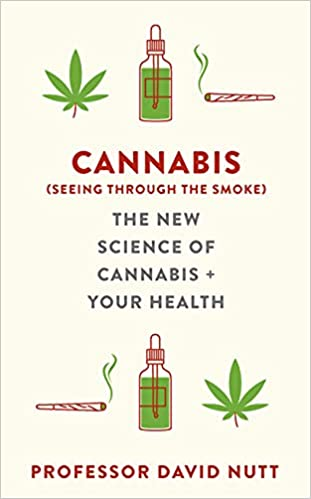 CANNABIS
(SEEING THROUGH THE SMOKE)
THE NEW
SCIENCE OF
CANNABIS +
YOUR HEALTH
PROFESSOR DAVID NUTT